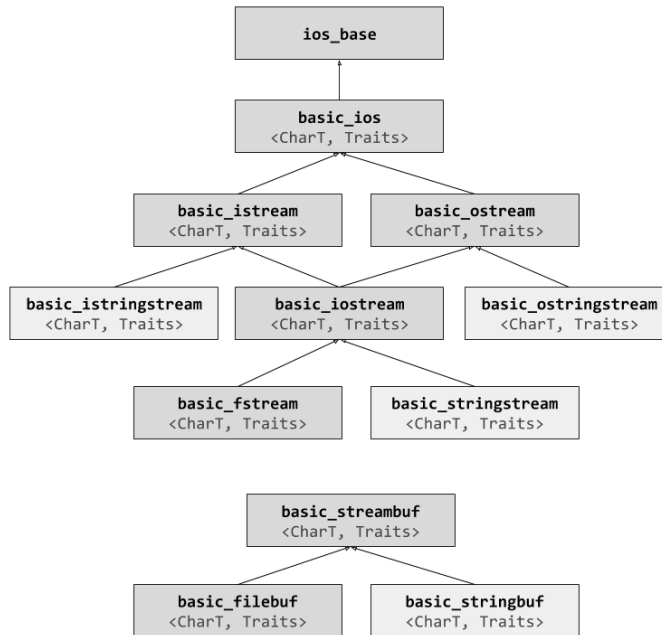 ios_base
basic_ios
<CharT, Traits>
basic_istream
<CharT, Traits>
basic_ostream
<CharT, Traits>
basic_istringstream
<CharT, Traits>
basic_iostream
<CharT, Traits>
basic_ostringstream
<CharT, Traits>
basic_fstream
<CharT, Traits>
basic_stringstream
<CharT, Traits>
basic_streambuf
<CharT, Traits>
basic_filebuf
<CharT, Traits>
basic_stringbuf
<CharT, Traits>